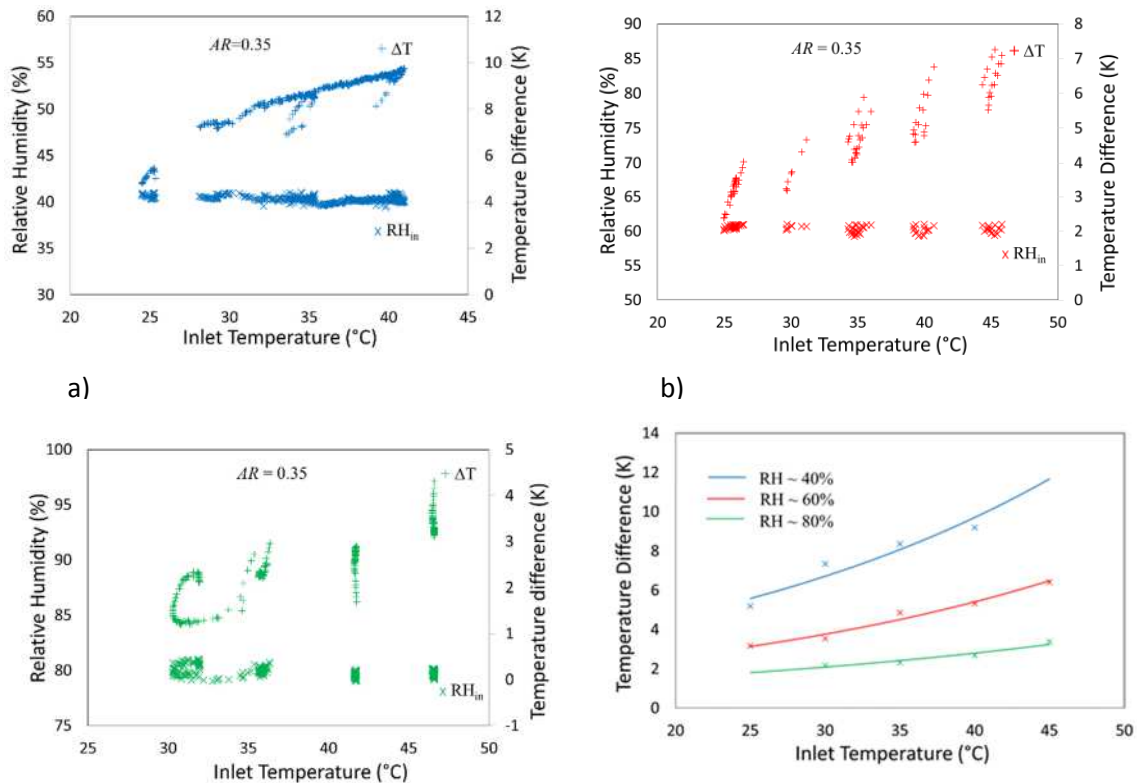 60
55
50
45
40
35
30
Relative Humidity (%)
AR=0.35
ΔT
RHin
12
10
8
6
4
2
0
Temperature Difference (K)
20 25 30 35 40 45
Inlet Temperature (°C)
a)
90
85
80
75
70
65
60
55
50
Relative Humidity (%)
AR = 0.35
ΔT
RHin
8
7
6
5
4
3
2
1
0
Temperature Difference (K)
20 25 30 35 40 45 50
Inlet Temperature (°C)
b)
100
95
90
85
80
75
Relative Humidity (%)
AR = 0.35
ΔT
RHin
5
4
3
2
1
0
-1
Temperature difference (K)
25 30 35 40 45 50
Inlet Temperature (°C)
14
12
10
8
6
4
2
0
Temperature Difference (K)
RH ~ 40%
RH ~ 60%
RH ~ 80%
20 25 30 35 40 45 50
Inlet Temperature (°C)